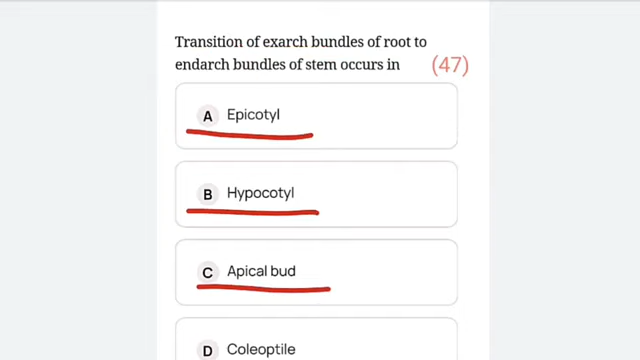 Transition of exarch bundles of root to
endarch bundles of stem occurs in (47)
A Epicotyl
B Hypocotyl
C Apical bud
D Coleoptile